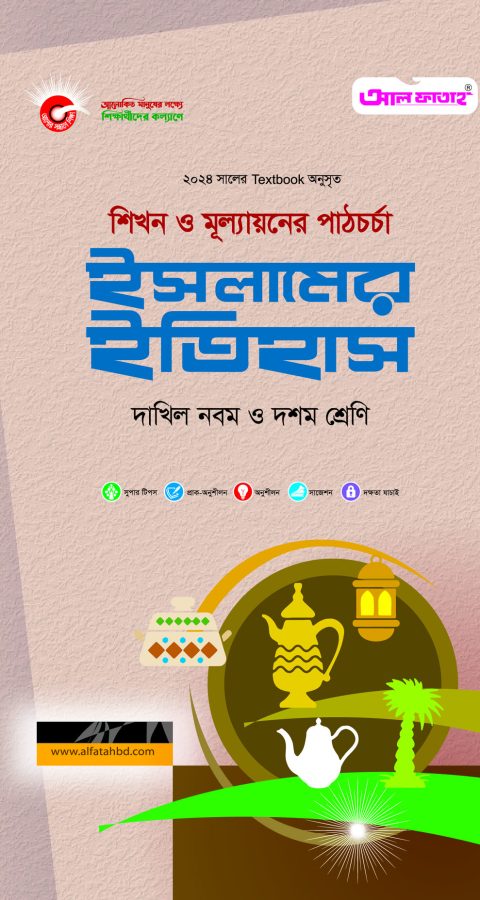 আলোকিত মানুষের লক্ষ্যে
শিক্ষার্থীদের কল্যাণে
আল ফাতাহ®
২০২৪ সালের Textbook অনুসৃত
শিখন ও মূল্যায়নের পাঠচর্চা
ইসলামের
ইতিহাস
দাখিল নবম ও দশম শ্রেণি
সুপার টিপস প্রাক-অনুশীলন অনুশীলন সাজেশন দক্ষতা যাচাই
www.alfatahbd.com